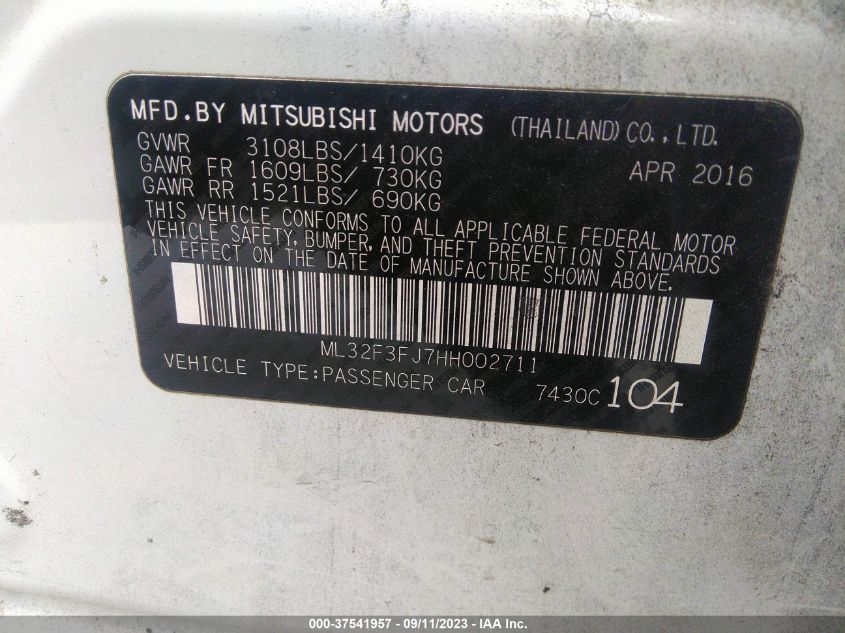 MFD.BY MITSUBISHI MOTORS (THAILAND) CO., LTD.
GVWR 3108LBS/1410KG APR 2016
GAWR FR 1609LBS/ 730KG
GAWR RR 1521LBS/ 690KG
THIS VEHICLE CONFORMS TO ALL APPLICABLE FEDERAL MOTOR
VEHICLE SAFETY, BUMPER, AND THEFT PREVENTION STANDARDS
IN EFFECT ON THE DATE OF MANUFACTURE SHOWN ABOVE.
ML32F3FJ7HH002711
VEHICLE TYPE:PASSENGER CAR 7430C 104
000-37541957 - 09/11/2023 - IAA Inc.